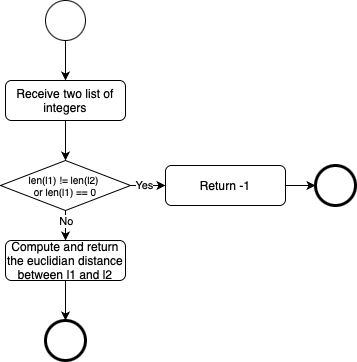 Receive two list of
integers
len(l1) != len(l2)
or len(l1) == 0
Yes
Return -1
No
Compute and return
the euclidian distance
between l1 and l2